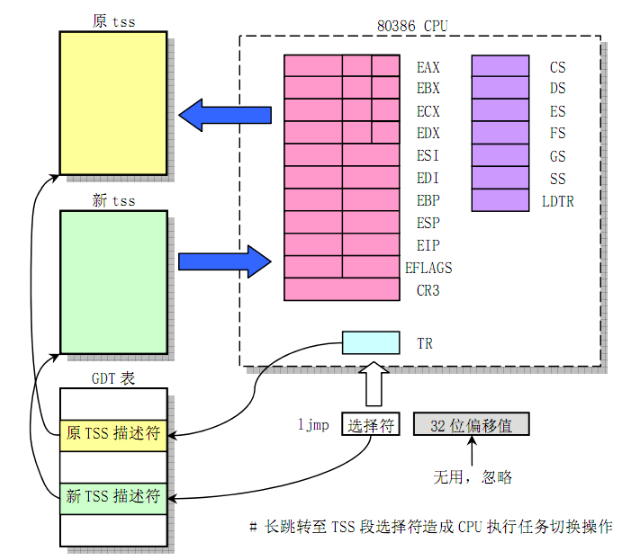 原 tss
80386 CPU
EAX
EBX
ECX
EDX
ESI
EDI
EBP
ESP
EIP
EFLAGS
CR3
CS
DS
ES
FS
GS
SS
LDTR
新 tss
TR
GDT 表
原 TSS 描述符
新 TSS 描述符
ljmp 选择符 32 位偏移值
无用，忽略
# 长跳转至 TSS 段选择符造成 CPU 执行任务切换操作